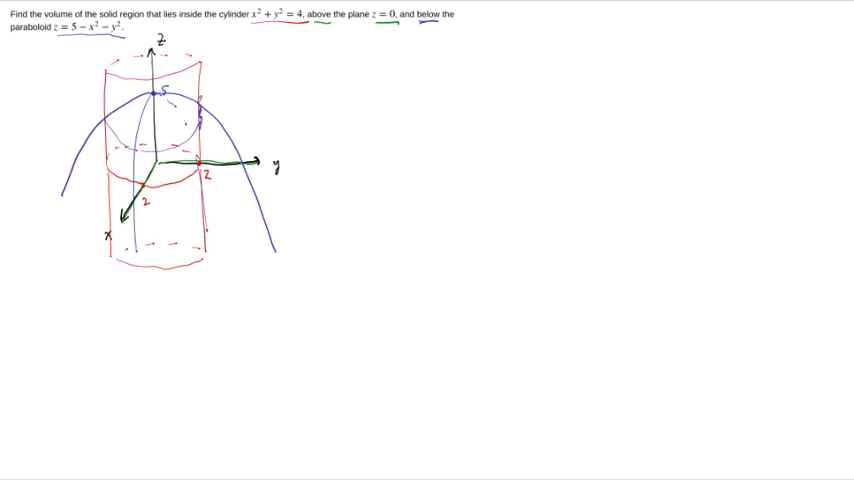 Find the volume of the solid region that lies inside the cylinder x² + y² = 4, above the plane z = 0, and below the
paraboloid z = 5 − x² − y².
z
5
y
2
2
x